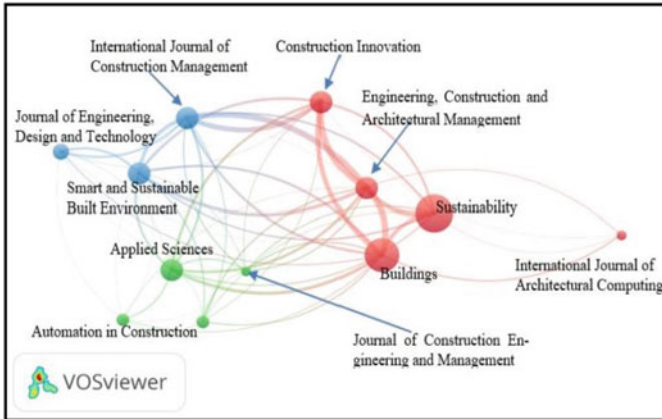 International Journal of
Construction Management
Construction Innovation
Engineering, Construction and
Architectural Management
Journal of Engineering,
Design and Technology
Smart and Sustainable
Built Environment
Sustainability
Applied Sciences
Buildings
International Journal of
Architectural Computing
Automation in Construction
Journal of Construction En-
gineering and Management
VOSviewer